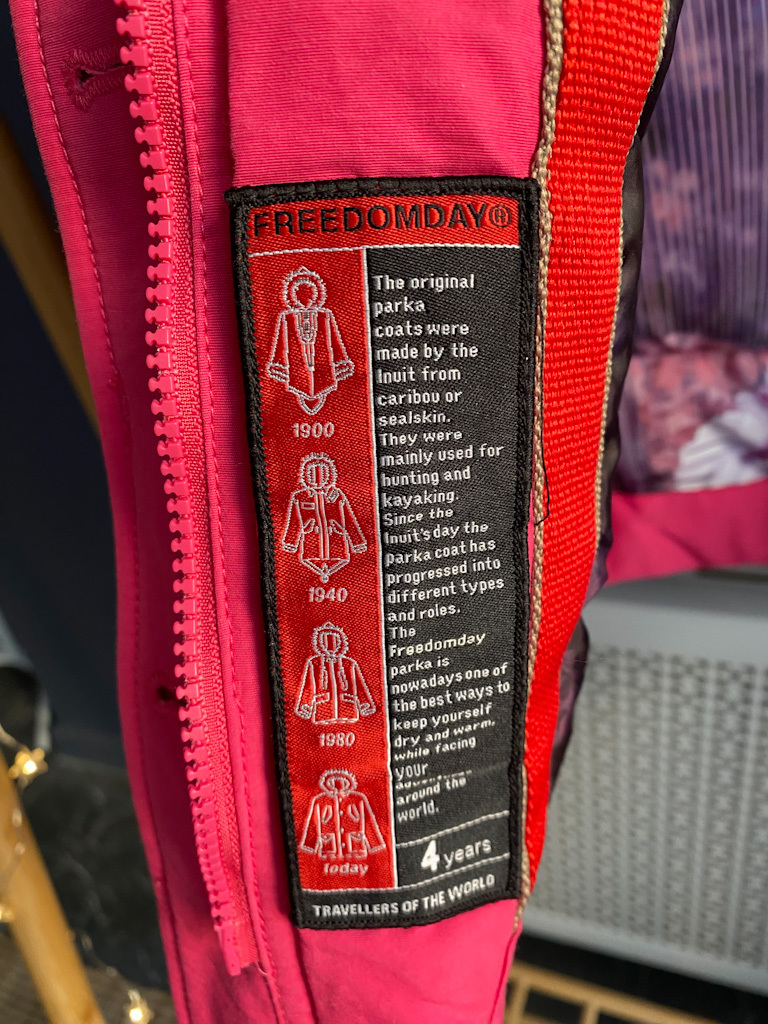 FREEDOMDAY®
1900
1940
1980
Today
The original
parka
coats were
made by the
Inuit from
caribou or
sealskin.
They were
mainly used for
hunting and
kayaking.
Since the
Inuit's day the
parka coat has
progressed into
different types
and roles.
The
Freedomday
parka is
nowadays one of
the best ways to
keep yourself
dry and warm,
while facing
your
around the
world.
4 years
TRAVELLERS OF THE WORLD